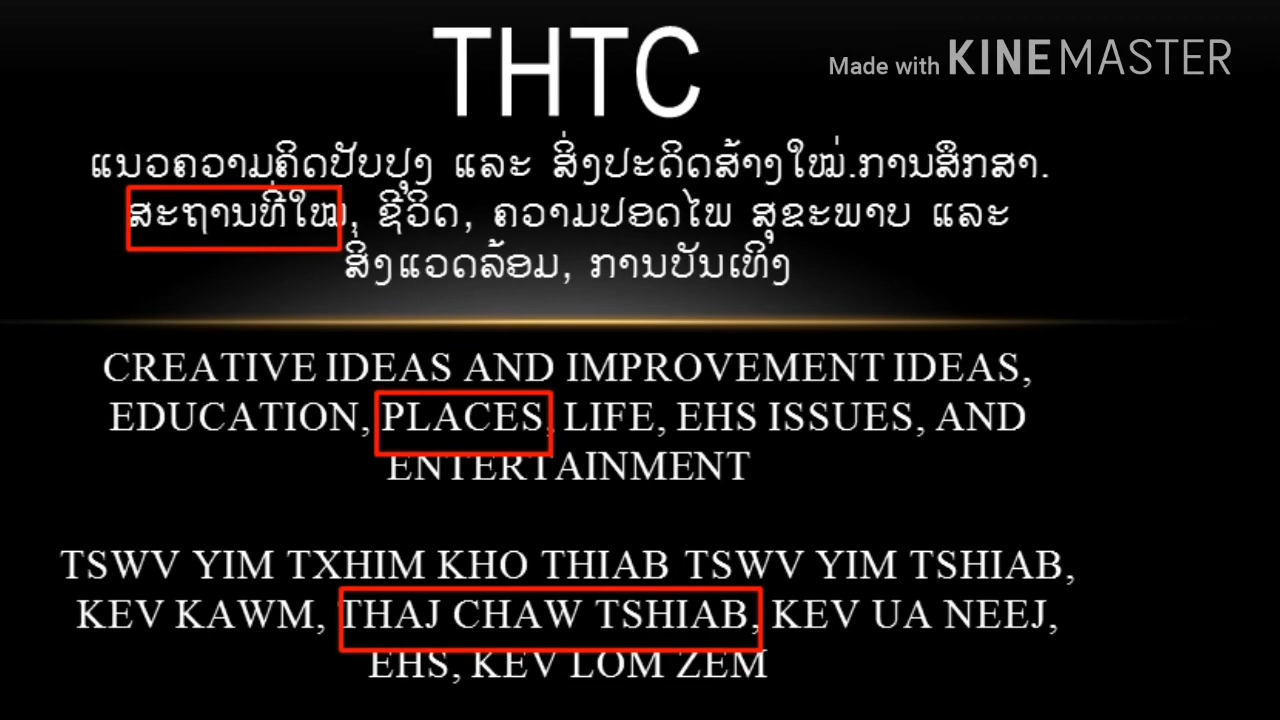 THTC
Made with KINEMASTER
ແນວຄວາມຄິດປັບປຸງ ແລະ ສິ່ງປະດິດສ້າງໃໝ່.ການສຶກສາ.
ສະຖານທີ່ໃໝ່, ຊີວິດ, ຄວາມປອດໄພ ສຸຂະພາບ ແລະ
ສິ່ງແວດລ້ອມ, ການບັນເທິງ
CREATIVE IDEAS AND IMPROVEMENT IDEAS,
EDUCATION, PLACES, LIFE, EHS ISSUES, AND
ENTERTAINMENT
TSWV YIM TXHIM KHO THIAB TSWV YIM TSHIAB,
KEV KAWM, THAJ CHAW TSHIAB, KEV UA NEEJ,
EHS, KEV LOM ZEM